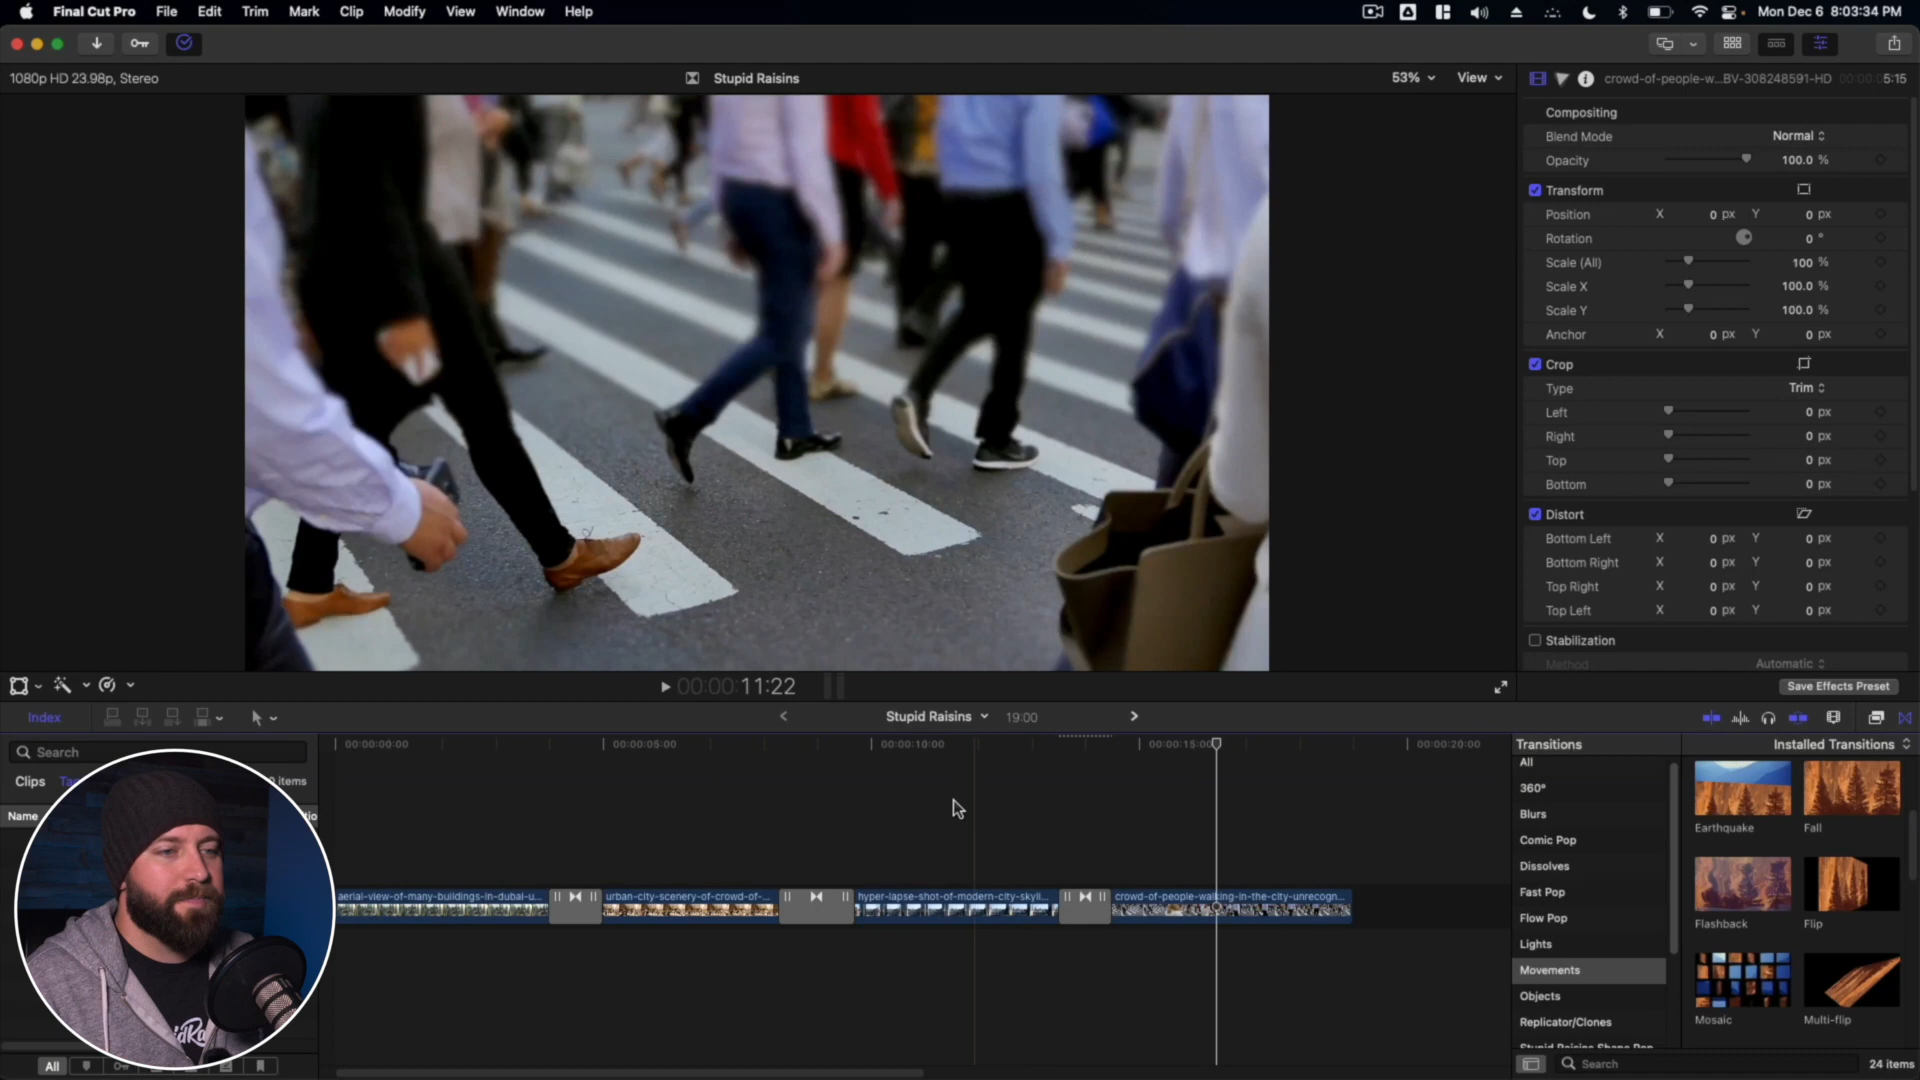 Final Cut Pro File Edit Trim Mark Clip Modify View Window Help Mon Dec 6 8:03:34 PM
1080p HD 23.98p, Stereo Stupid Raisins 53% View crowd-of-people-w...BV-308248591-HD 00:00:05:15
Compositing
Blend Mode Normal
Opacity 100.0 %
Transform
Position X 0 px Y 0 px
Rotation 0 °
Scale (All) 100 %
Scale X 100.0 %
Scale Y 100.0 %
Anchor X 0 px Y 0 px
Crop
Type Trim
Left 0 px
Right 0 px
Top 0 px
Bottom 0 px
Distort
Bottom Left X 0 px Y 0 px
Bottom Right X 0 px Y 0 px
Top Right X 0 px Y 0 px
Top Left X 0 px Y 0 px
Stabilization
Method Automatic
00:00:11:22 Save Effects Preset
Index Stupid Raisins 19:00
Search 00:00:00:00 00:00:05:00 00:00:10:00 00:00:15:00 00:00:20:00 Transitions Installed Transitions
Clips items
Name
aerial-view-of-many-buildings-in-dubai-u... urban-city-scenery-of-crowd-of-... hyper-lapse-shot-of-modern-city-skyli... crowd-of-people-walking-in-the-city-unrecogn...
All
360°
Blurs
Comic Pop
Dissolves
Fast Pop
Flow Pop
Lights
Movements
Objects
Replicator/Clones
Stupid Raisins Shape Pop
Earthquake Fall
Flashback Flip
Mosaic Multi-flip
All Search 24 items